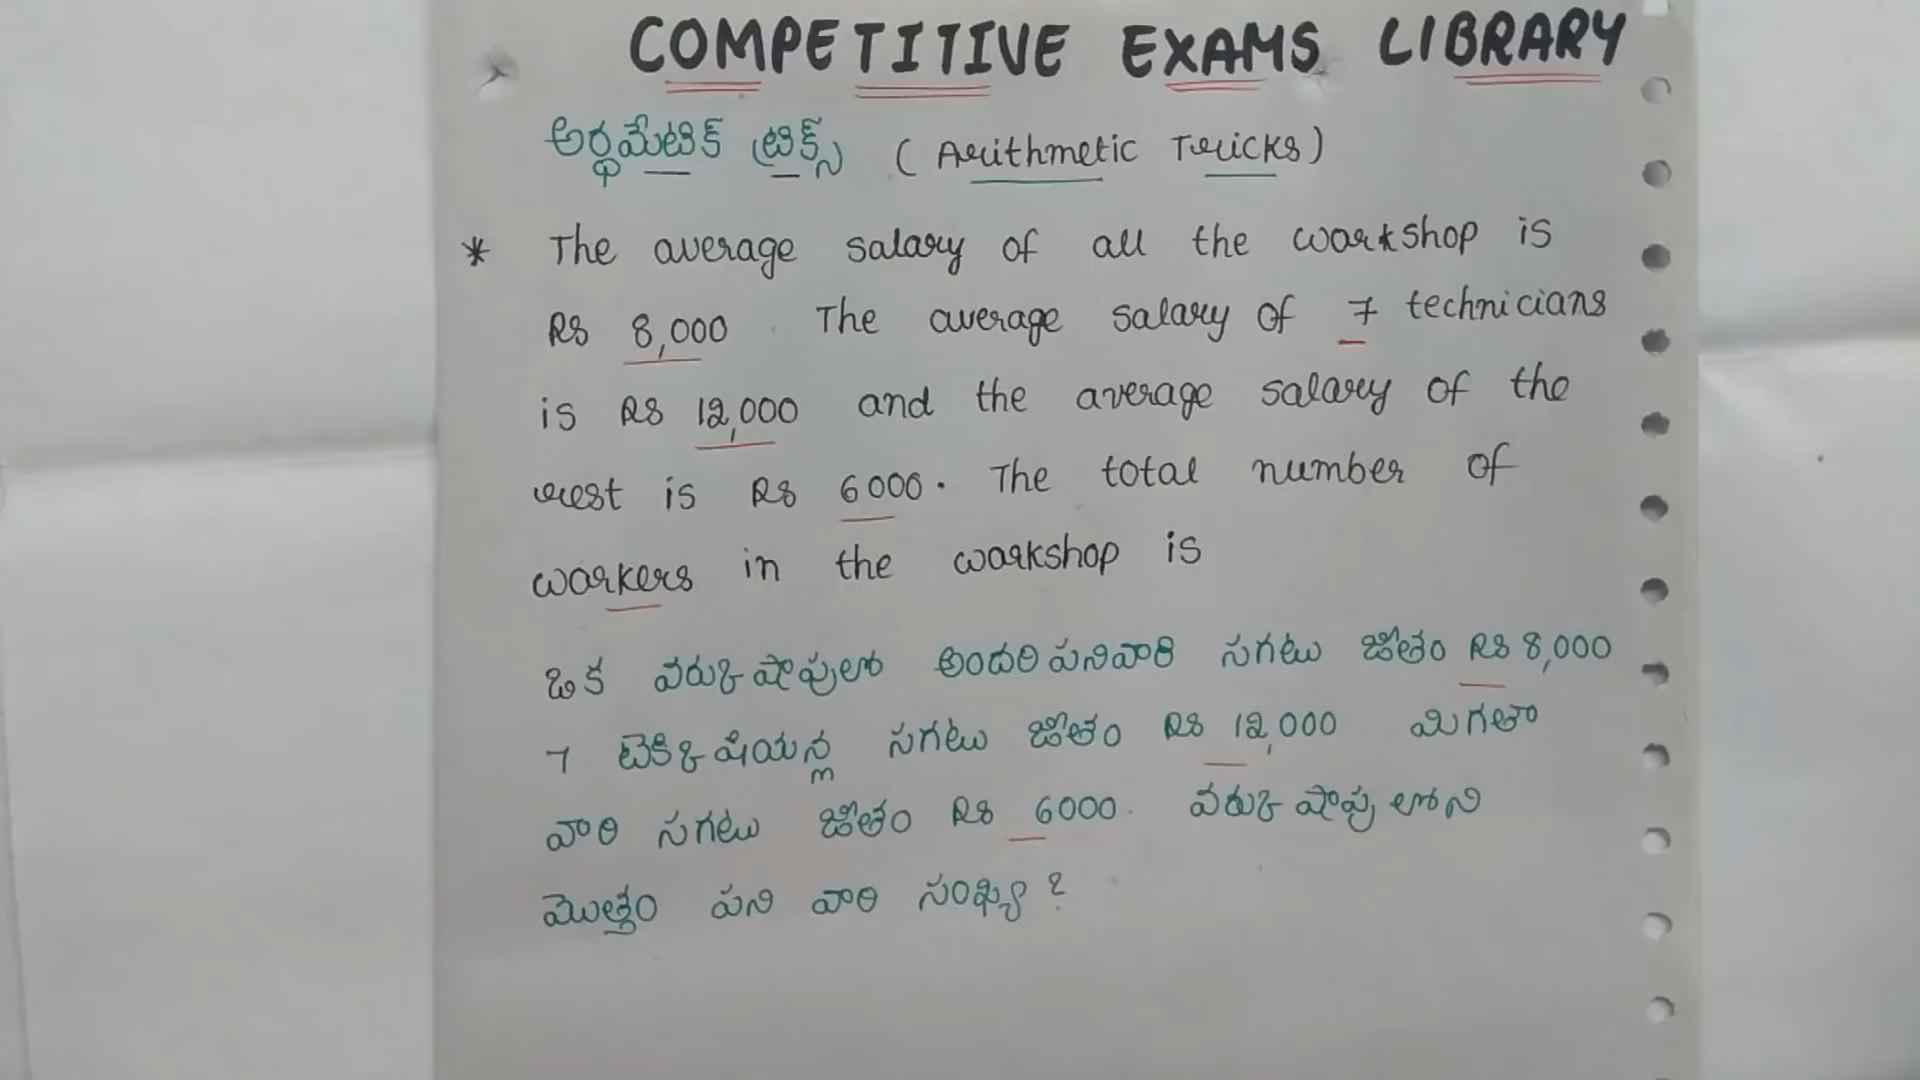 COMPETITIVE EXAMS LIBRARY
అర్థమేటిక్ ట్రిక్స్ (Arithmetic Tricks)
* The average salary of all the workshop is
Rs 8,000 The average salary of 7 technicians
is Rs 12,000 and the average salary of the
rest is Rs 6000. The total number of
workers in the workshop is
ఒక వర్కు షాపులో అందరి పనివారి సగటు జీతం Rs 8,000
7 టెక్కిషియన్ల సగటు జీతం Rs 12,000 మిగతా
వారి సగటు జీతం Rs 6000. వర్కు షాపు లోని
మొత్తం పని వారి సంఖ్య ?